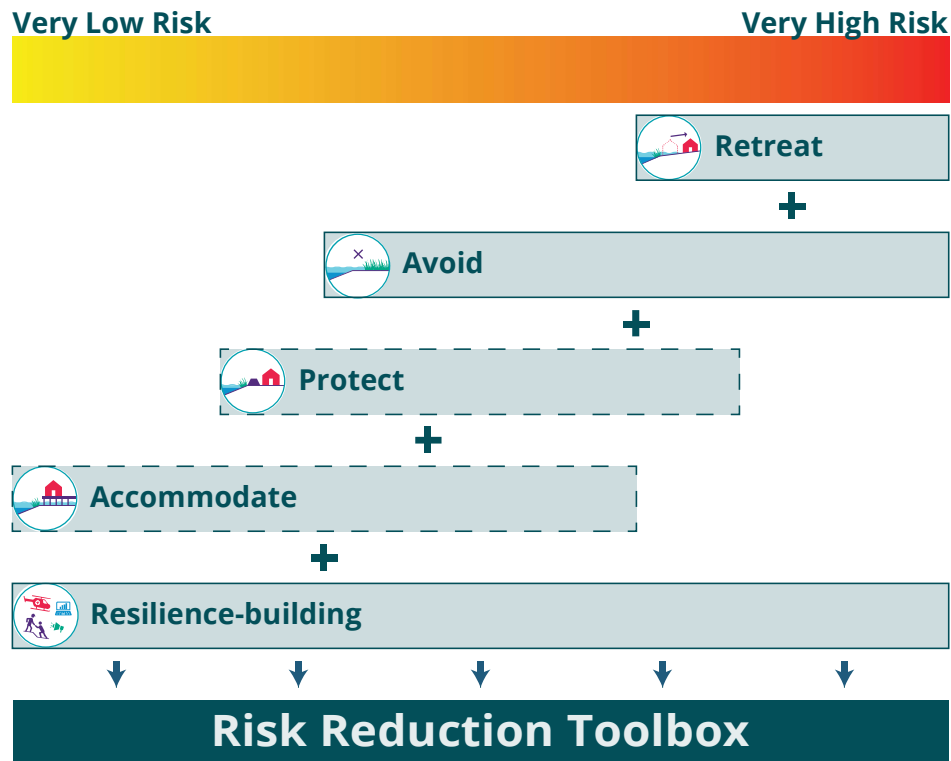 Very Low Risk
Very High Risk
Retreat
+
Avoid
+
Protect
+
Accommodate
+
Resilience-building
Risk Reduction Toolbox